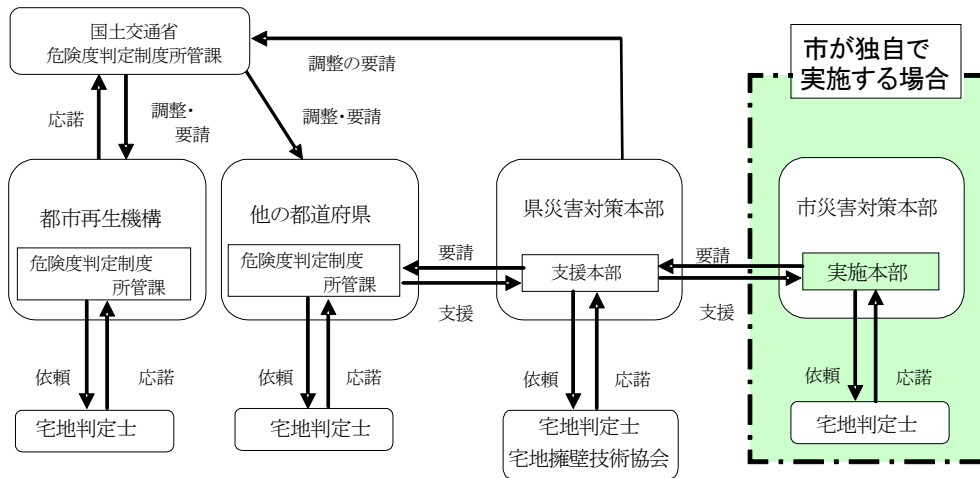 国土交通省
危険度判定制度所管課
調整の要請
市が独自で
実施する場合
応諾
調整・
要請
調整・要請
都市再生機構
危険度判定制度
所管課
他の都道府県
危険度判定制度
所管課
要請
支援
県災害対策本部
支援本部
要請
支援
市災害対策本部
実施本部
依頼
応諾
依頼
応諾
依頼
応諾
依頼
応諾
宅地判定士
宅地判定士
宅地判定士
宅地擁壁技術協会
宅地判定士